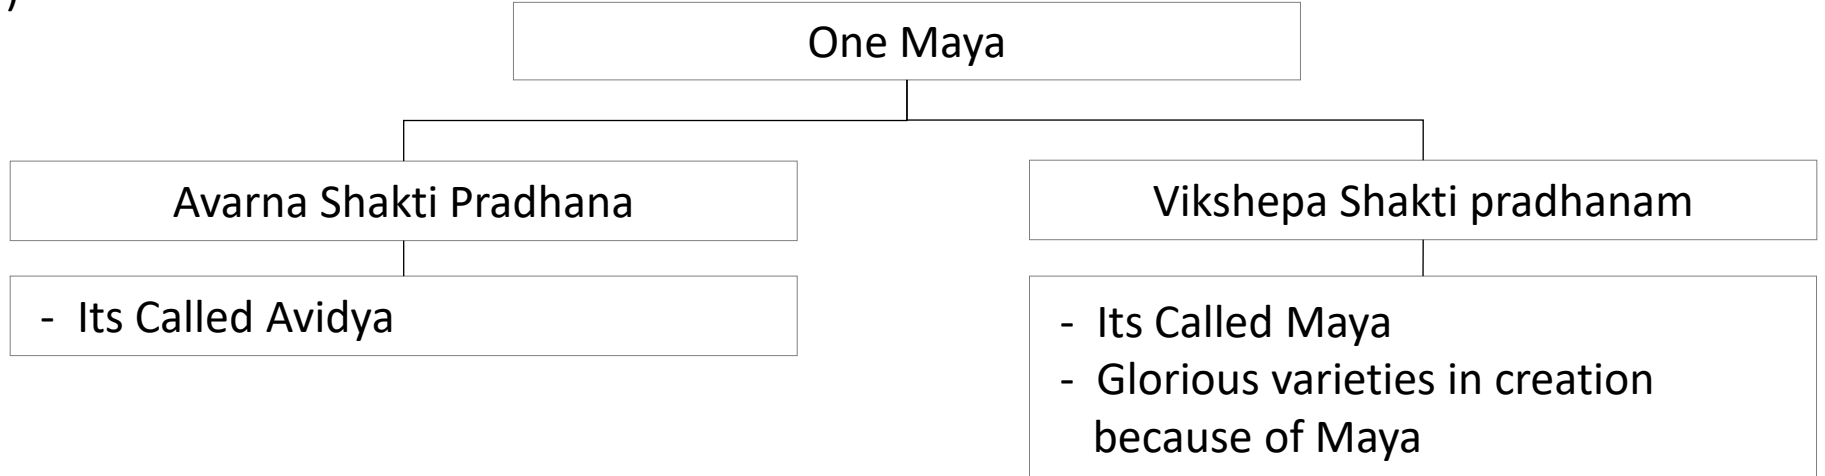 )
One Maya
Avarna Shakti Pradhana
Vikshepa Shakti pradhanam
- Its Called Avidya
- Its Called Maya
- Glorious varieties in creation
because of Maya